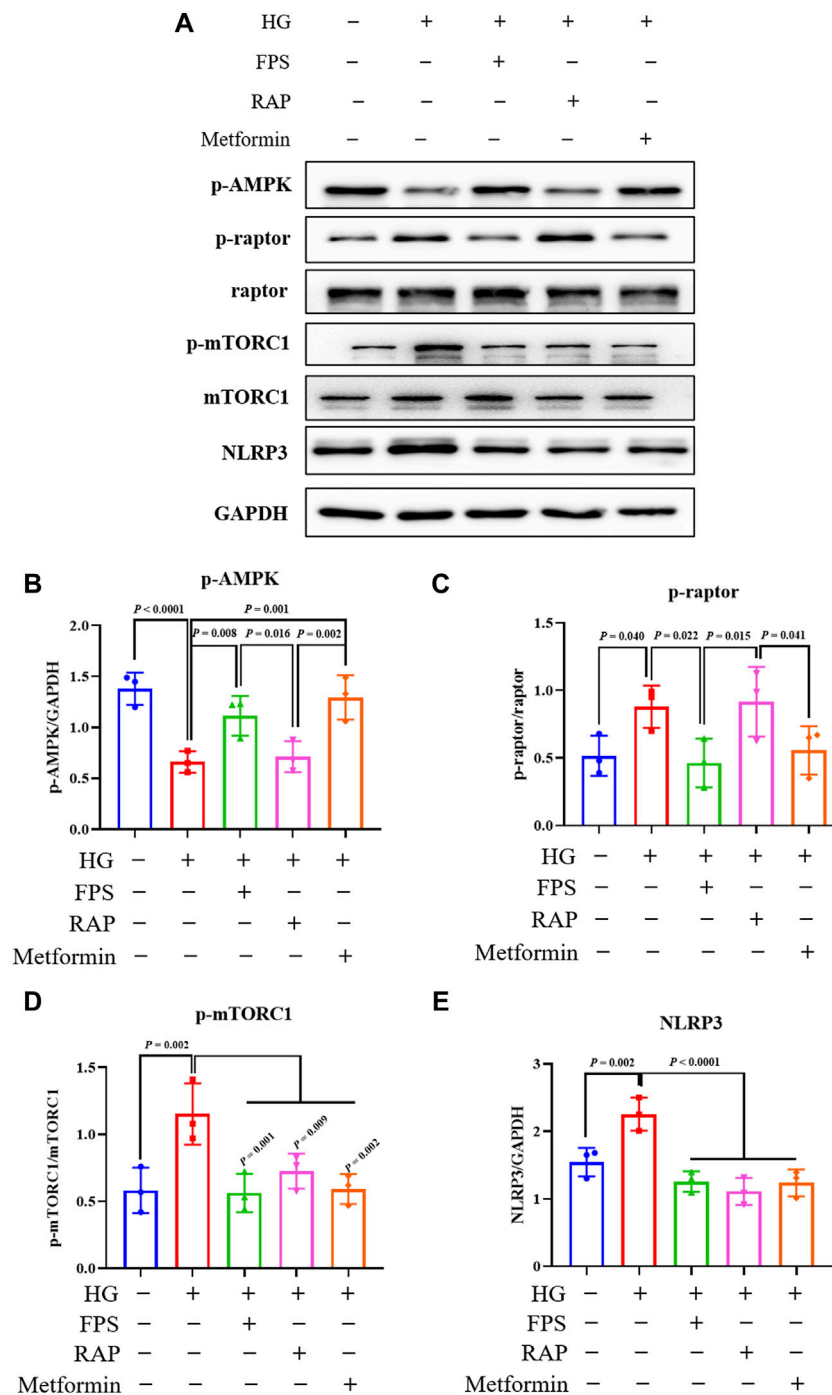 A
HG – + + + +
FPS – – + – –
RAP – – – + –
Metformin – – – – +
p-AMPK
p-raptor
raptor
p-mTORC1
mTORC1
NLRP3
GAPDH
B
p-AMPK
P < 0.0001
P = 0.001
P = 0.008
P = 0.016
P = 0.002
p-AMPK/GAPDH
2.0
1.5
1.0
0.5
0.0
HG – + + + +
FPS – – + – –
RAP – – – + –
Metformin – – – – +
C
p-raptor
P = 0.040
P = 0.022
P = 0.015
P = 0.041
p-raptor/raptor
1.5
1.0
0.5
0.0
HG – + + + +
FPS – – + – –
RAP – – – + –
Metformin – – – – +
D
p-mTORC1
P = 0.002
P = 0.001
P = 0.009
P = 0.002
p-mTORC1/mTORC1
1.5
1.0
0.5
0.0
HG – + + + +
FPS – – + – –
RAP – – – + –
Metformin – – – – +
E
NLRP3
P = 0.002
P < 0.0001
NLRP3/GAPDH
3
2
1
0
HG – + + + +
FPS – – + – –
RAP – – – + –
Metformin – – – – +